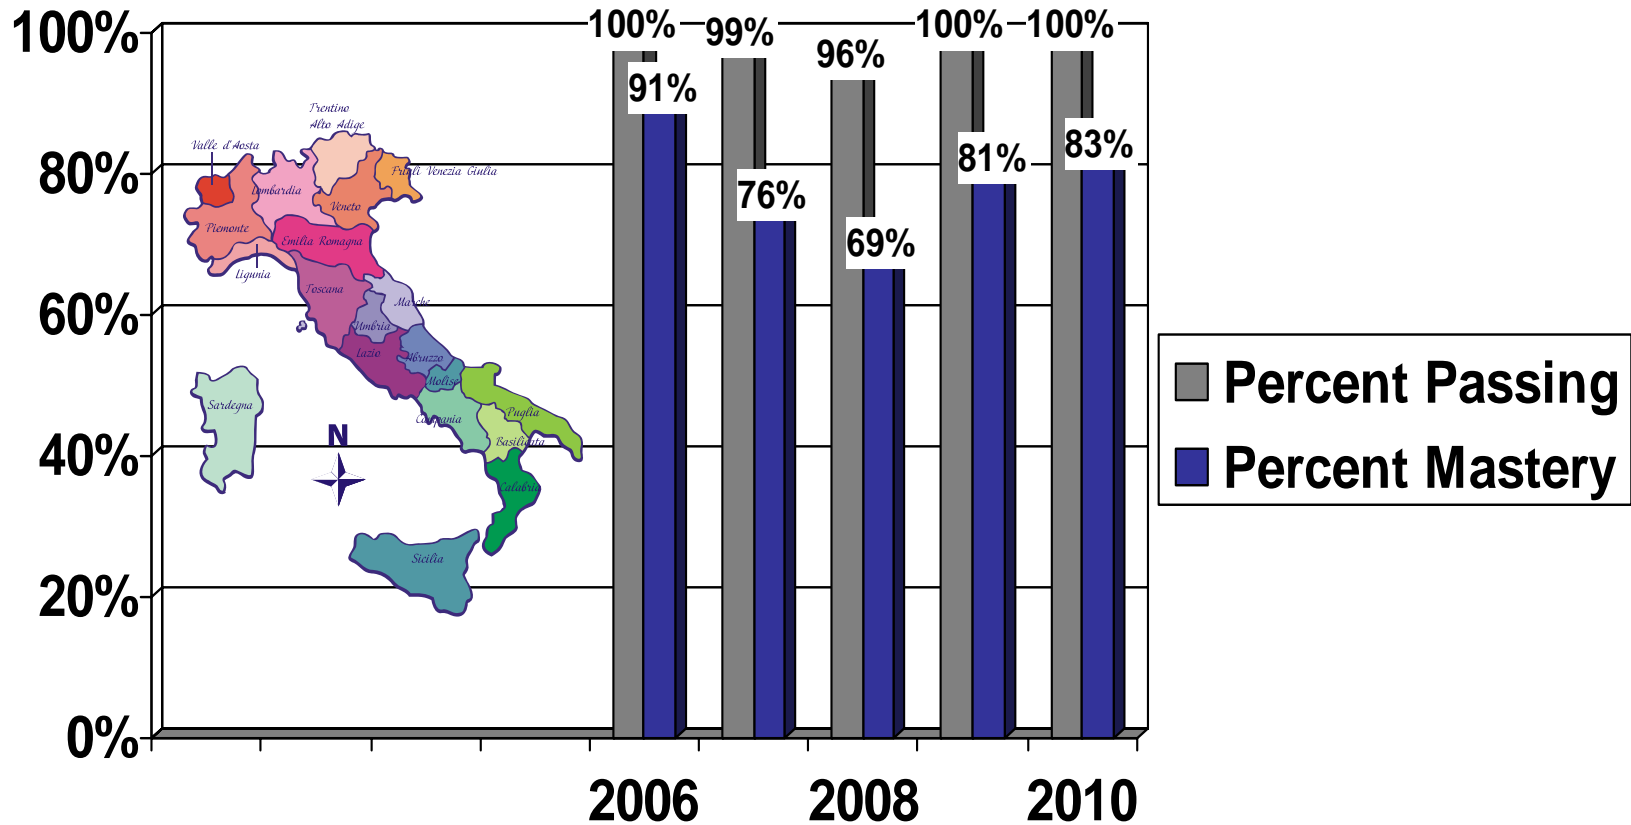 100%
80%
60%
40%
20%
0%
100%
99%
96%
100%
100%
91%
76%
69%
81%
83%
Trentino
Alto Adige
Valle d'Aosta
Friuli Venezia Giulia
Lombardia
Veneto
Piemonte
Emilia Romagna
Ligunia
Toscana
Marche
Umbria
Lazio
Abruzzo
Molise
Sardegna
Campania
Puglia
Basilicata
N
Calabria
Sicilia
Percent Passing
Percent Mastery
2006
2008
2010